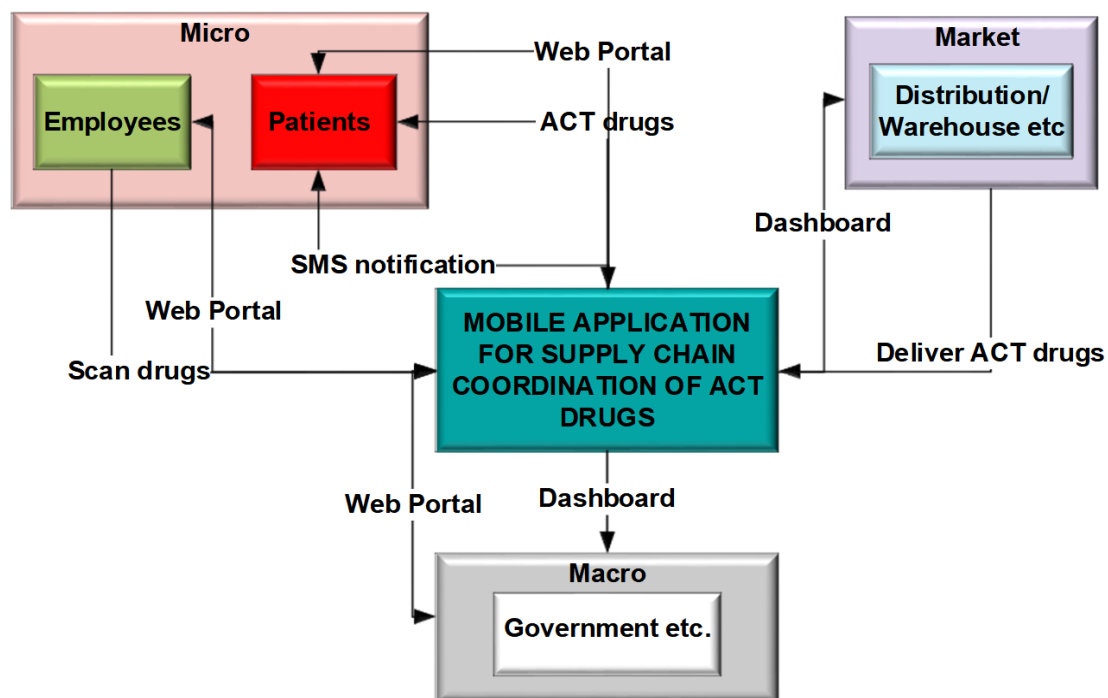 Micro
Employees
Patients
Web Portal
ACT drugs
Market
Distribution/
Warehouse etc
Dashboard
SMS notification
Web Portal
Scan drugs
MOBILE APPLICATION
FOR SUPPLY CHAIN
COORDINATION OF ACT
DRUGS
Deliver ACT drugs
Web Portal
Dashboard
Macro
Government etc.